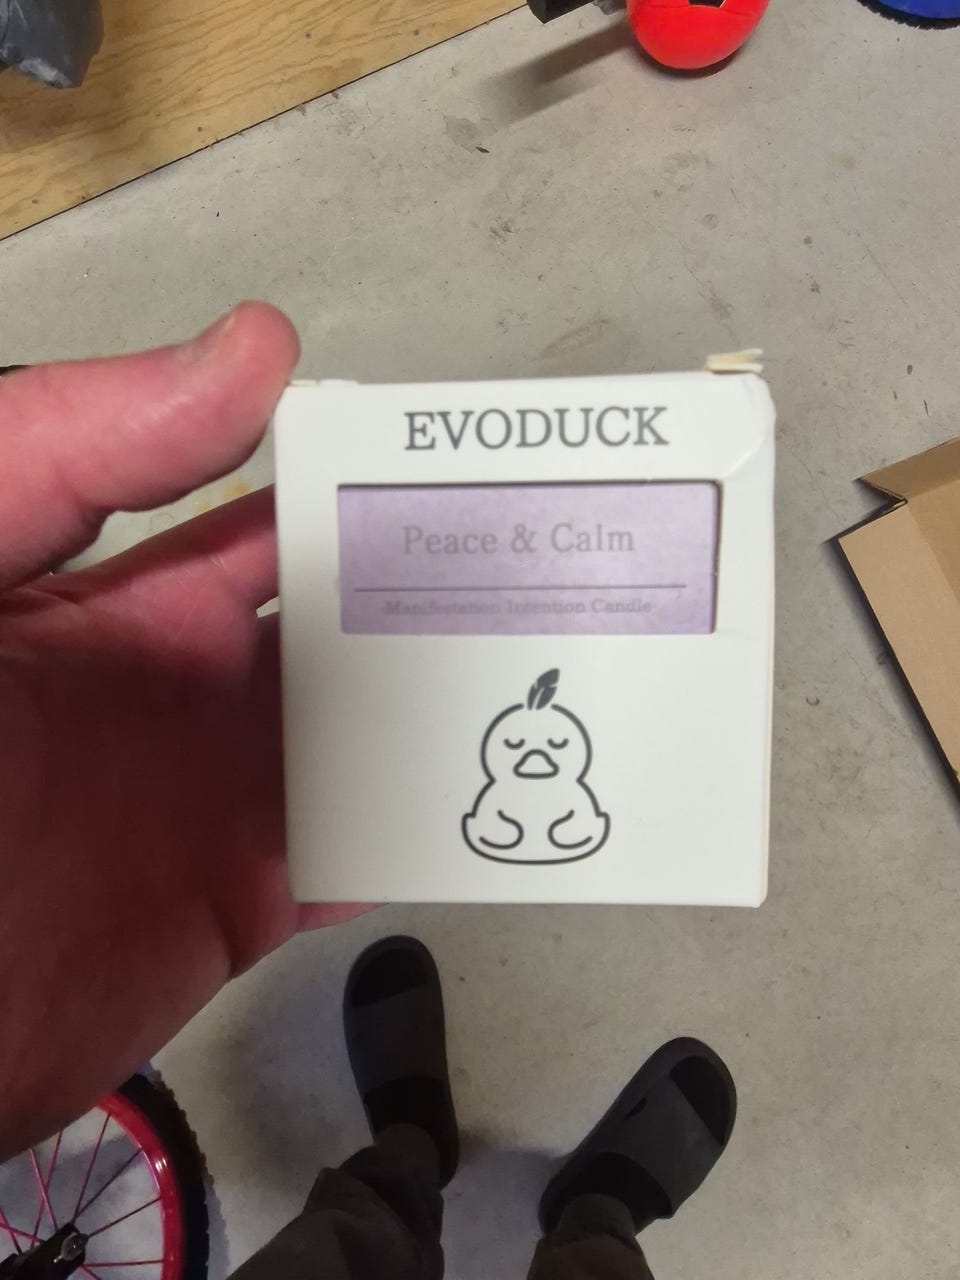 EVODUCK
Peace & Calm
Manifestation Intention Candle